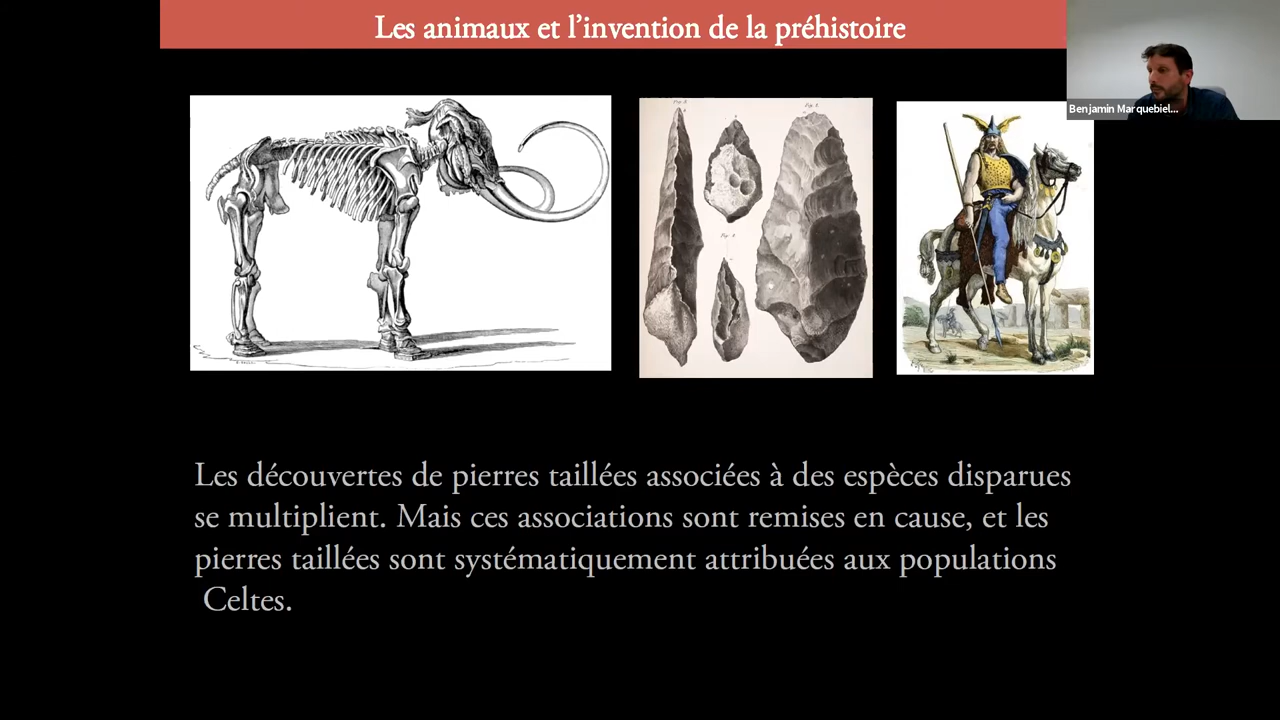 Les animaux et l’invention de la préhistoire
Benjamin Marquebiel...
Les découvertes de pierres taillées associées à des espèces disparues
se multiplient. Mais ces associations sont remises en cause, et les
pierres taillées sont systématiquement attribuées aux populations
Celtes.